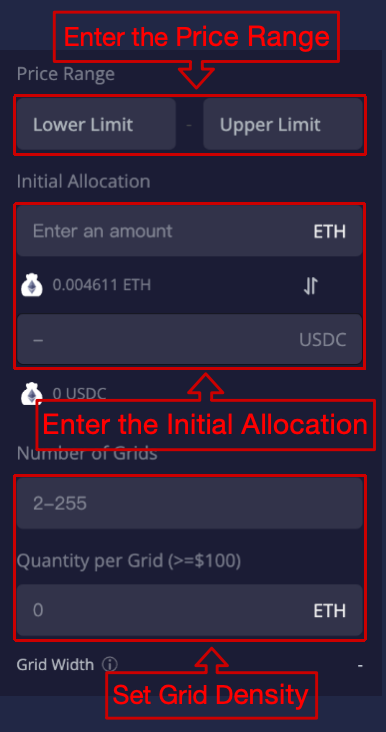 Enter the Price Range
Price Range
Lower Limit - Upper Limit
Initial Allocation
Enter an amount ETH
0.004611 ETH
– USDC
0 USDC
Enter the Initial Allocation
Number of Grids
2–255
Quantity per Grid (>=$100)
0 ETH
Grid Width -
Set Grid Density